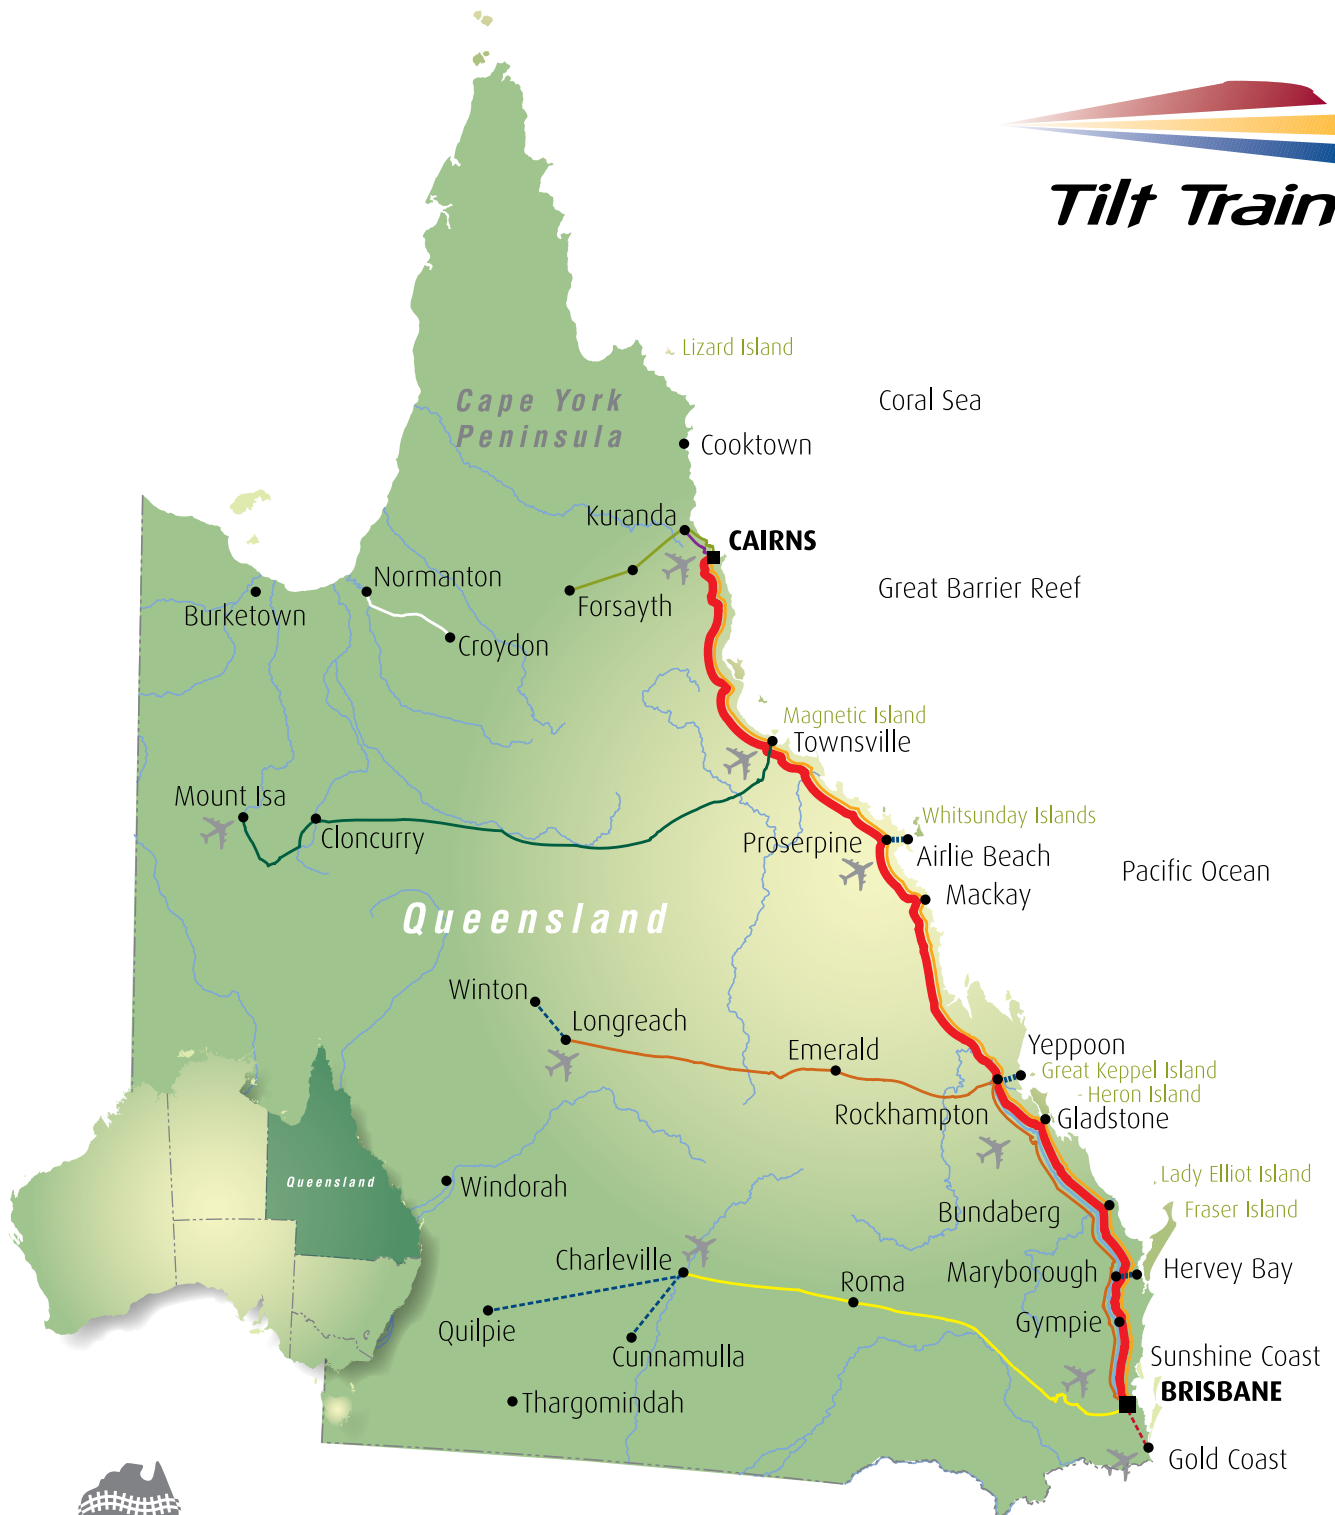 Tilt Train
Lizard Island
Cape York
Peninsula
Coral Sea
Cooktown
Kuranda
CAIRNS
Normanton
Great Barrier Reef
Burketown
Forsayth
Croydon
Magnetic Island
Townsville
Mount Isa
Whitsunday Islands
Cloncurry
Proserpine
Airlie Beach
Pacific Ocean
Mackay
Queensland
Winton
Longreach
Emerald
Yeppoon
Great Keppel Island
Heron Island
Rockhampton
Gladstone
Queensland
Lady Elliot Island
Windorah
Bundaberg
Fraser Island
Charleville
Roma
Maryborough
Hervey Bay
Quilpie
Gympie
Cunnamulla
Sunshine Coast
BRISBANE
Thargomindah
Gold Coast